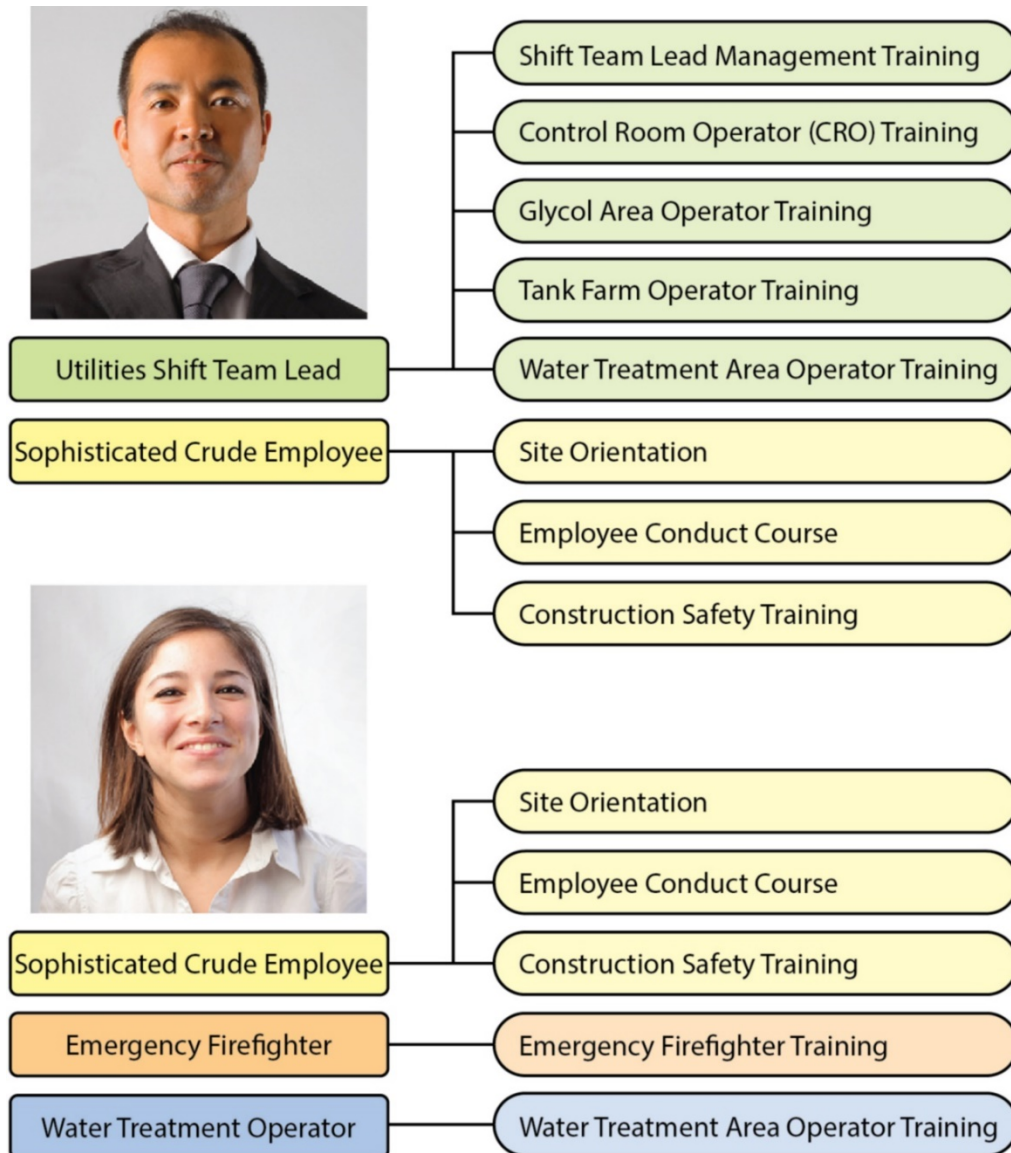 Shift Team Lead Management Training
Control Room Operator (CRO) Training
Glycol Area Operator Training
Tank Farm Operator Training
Utilities Shift Team Lead
Water Treatment Area Operator Training
Sophisticated Crude Employee
Site Orientation
Employee Conduct Course
Construction Safety Training
Site Orientation
Employee Conduct Course
Sophisticated Crude Employee
Construction Safety Training
Emergency Firefighter
Emergency Firefighter Training
Water Treatment Operator
Water Treatment Area Operator Training